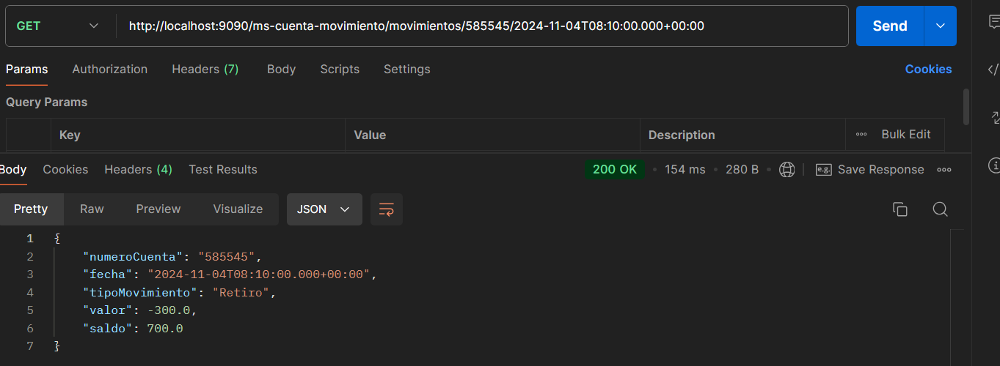 GET http://localhost:9090/ms-cuenta-movimiento/movimientos/585545/2024-11-04T08:10:00.000+00:00 Send
Params Authorization Headers (7) Body Scripts Settings Cookies
Query Params
Key Value Description Bulk Edit
Body Cookies Headers (4) Test Results 200 OK • 154 ms • 280 B • e.g. Save Response
Pretty Raw Preview Visualize JSON
1 {
2 "numeroCuenta": "585545",
3 "fecha": "2024-11-04T08:10:00.000+00:00",
4 "tipoMovimiento": "Retiro",
5 "valor": -300.0,
6 "saldo": 700.0
7 }